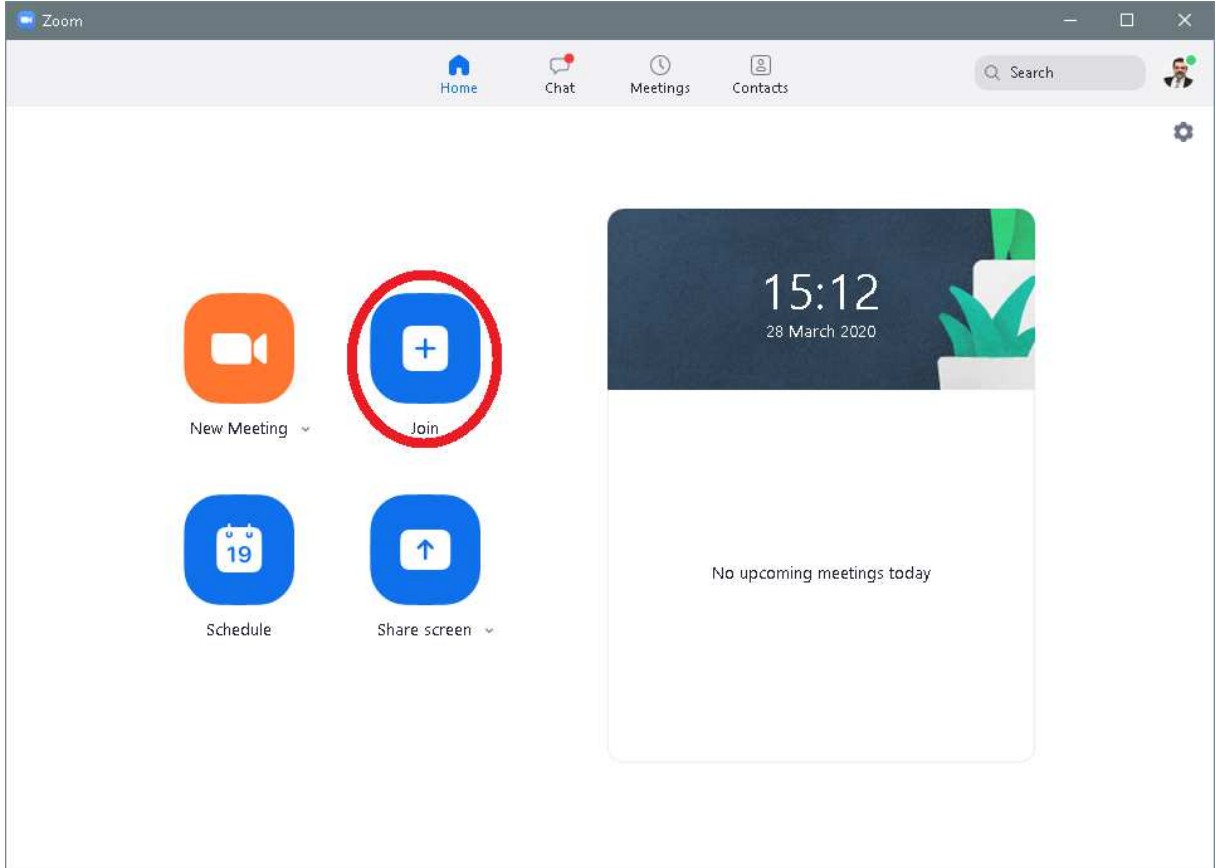 Zoom
Home
Chat
Meetings
Contacts
Search
15:12
28 March 2020
New Meeting
Join
19
Schedule
Share screen
No upcoming meetings today